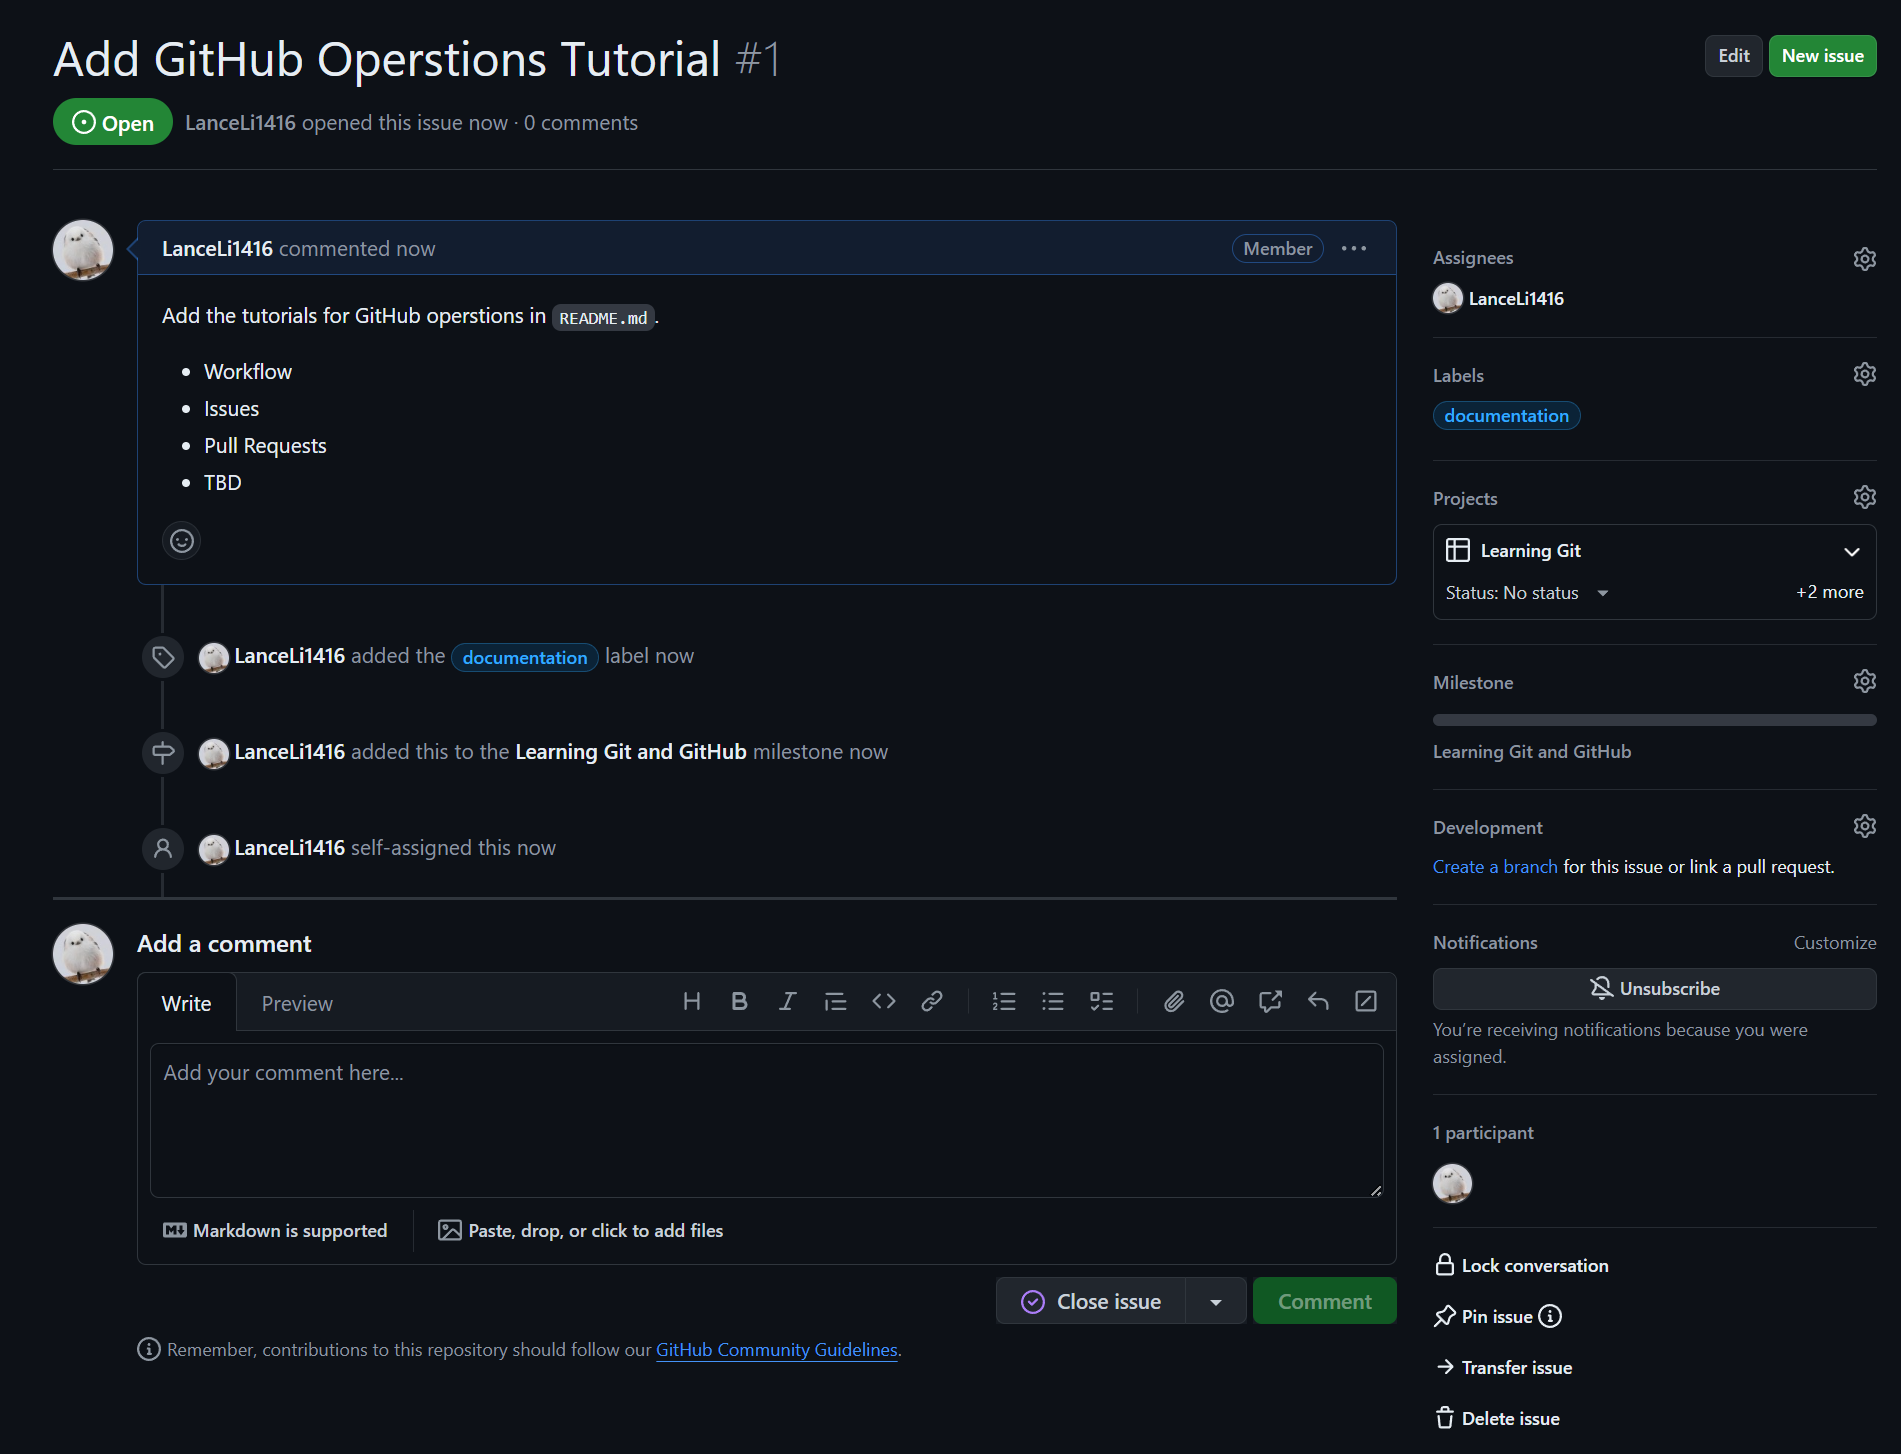 Add GitHub Operstions Tutorial #1
Edit
New issue
Open
LanceLi1416 opened this issue now · 0 comments
LanceLi1416 commented now
Member
Add the tutorials for GitHub operstions in README.md.
Workflow
Issues
Pull Requests
TBD
LanceLi1416 added the documentation label now
LanceLi1416 added this to the Learning Git and GitHub milestone now
LanceLi1416 self-assigned this now
Add a comment
Write
Preview
Add your comment here...
Markdown is supported
Paste, drop, or click to add files
Close issue
Comment
Remember, contributions to this repository should follow our GitHub Community Guidelines.
Assignees
LanceLi1416
Labels
documentation
Projects
Learning Git
Status: No status
+2 more
Milestone
Learning Git and GitHub
Development
Create a branch for this issue or link a pull request.
Notifications
Customize
Unsubscribe
You’re receiving notifications because you were
assigned.
1 participant
Lock conversation
Pin issue
Transfer issue
Delete issue